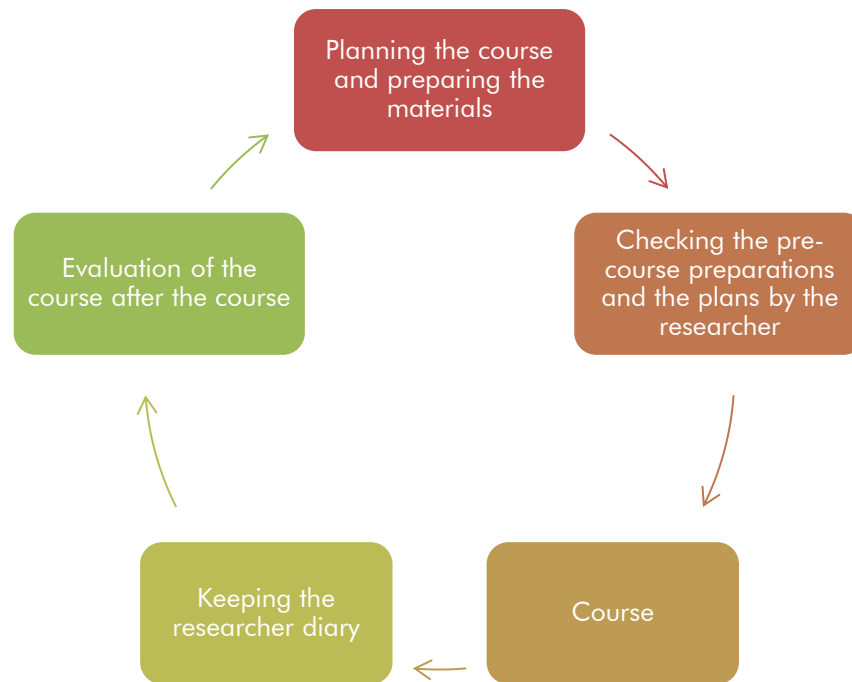 Planning the course
and preparing the
materials
Checking the pre-
course preparations
and the plans by the
researcher
Course
Keeping the
researcher diary
Evaluation of the
course after the course